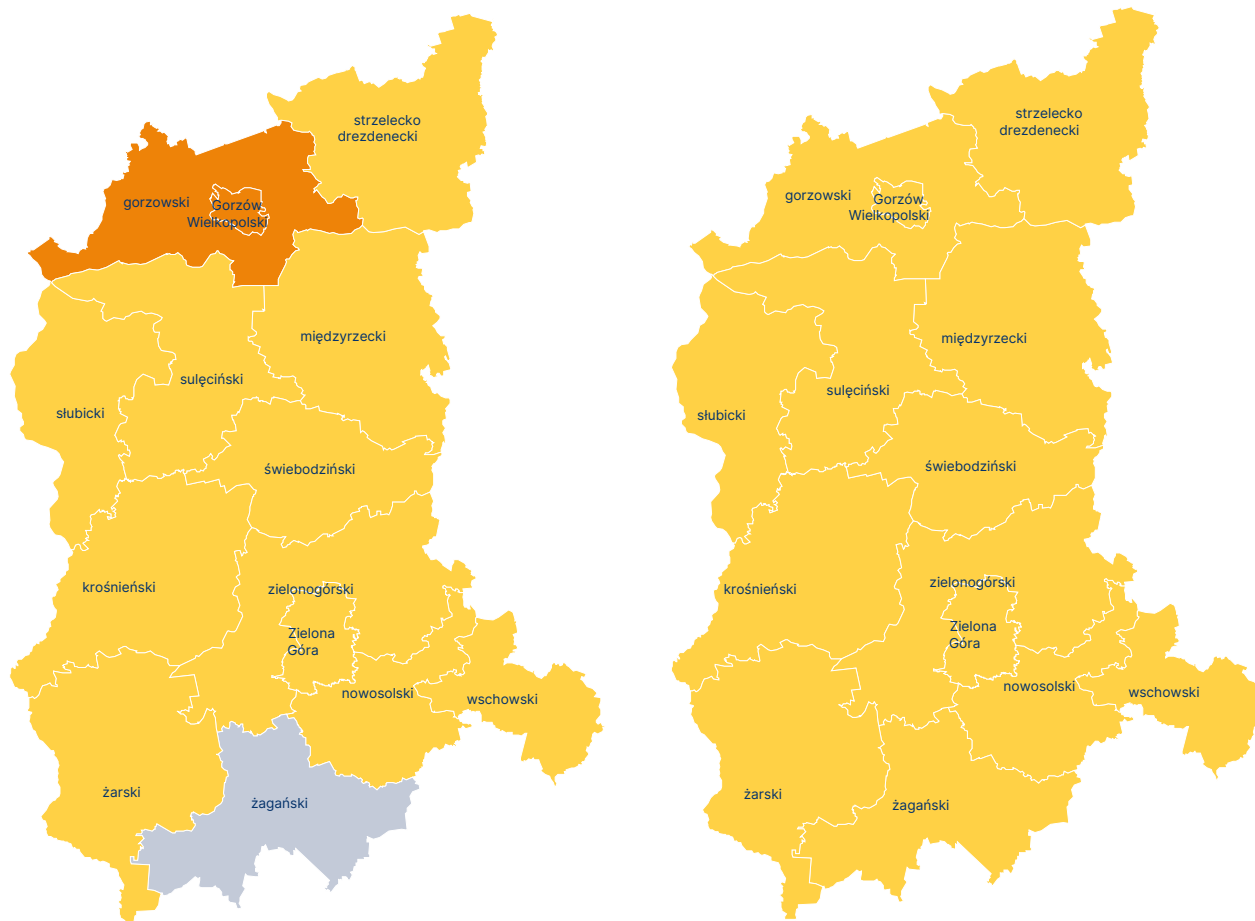 strzelecko
drezdenecki
gorzowski
Gorzów
Wielkopolski
międzyrzecki
sulęciński
słubicki
świebodziński
krośnieński
zielonogórski
Zielona
Góra
nowosolski
wschowski
żarski
żagański
strzelecko
drezdenecki
gorzowski
Gorzów
Wielkopolski
międzyrzecki
sulęciński
słubicki
świebodziński
krośnieński
zielonogórski
Zielona
Góra
nowosolski
wschowski
żarski
żagański